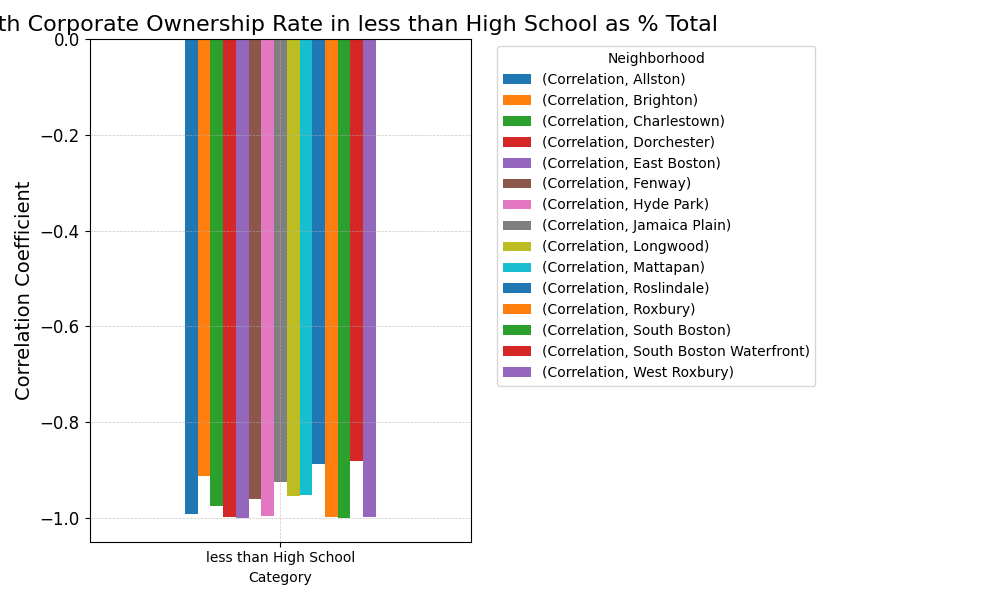 th Corporate Ownership Rate in less than High School as % Total
Correlation Coefficient
0.0
−0.2
−0.4
−0.6
−0.8
−1.0
less than High School
Category
Neighborhood
(Correlation, Allston)
(Correlation, Brighton)
(Correlation, Charlestown)
(Correlation, Dorchester)
(Correlation, East Boston)
(Correlation, Fenway)
(Correlation, Hyde Park)
(Correlation, Jamaica Plain)
(Correlation, Longwood)
(Correlation, Mattapan)
(Correlation, Roslindale)
(Correlation, Roxbury)
(Correlation, South Boston)
(Correlation, South Boston Waterfront)
(Correlation, West Roxbury)